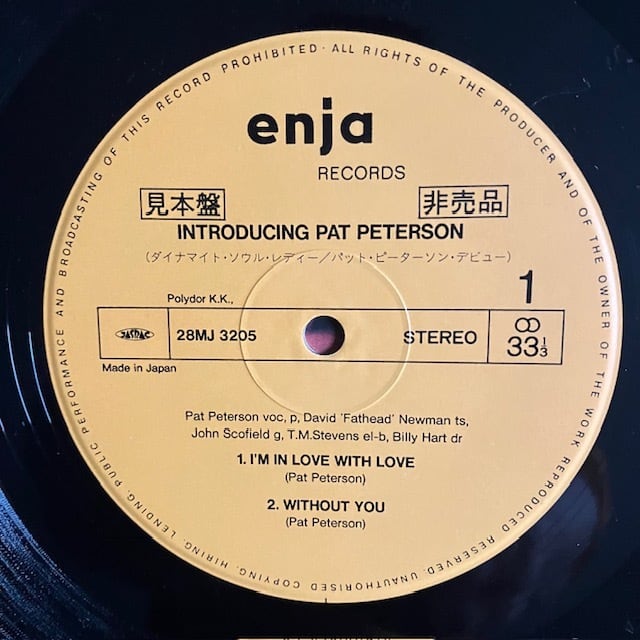 PUBLIC PERFORMANCE AND BROADCASTING OF THIS RECORD PROHIBITED · ALL RIGHTS OF THE PRODUCER AND OF THE OWNER OF THE WORK REPRODUCED RESERVED. UNAUTHORISED COPYING, HIRING, LENDING,
enja
RECORDS
見本盤 非売品
INTRODUCING PAT PETERSON
(ダイナマイト・ソウル・レディー/パット・ピーターソン・デビュー)
Polydor K.K., 1
JASRAC 28MJ 3205 STEREO 33 1/3
Made in Japan
Pat Peterson voc, p, David 'Fathead' Newman ts,
John Scofield g, T.M.Stevens el-b, Billy Hart dr
1. I'M IN LOVE WITH LOVE
(Pat Peterson)
2. WITHOUT YOU
(Pat Peterson)